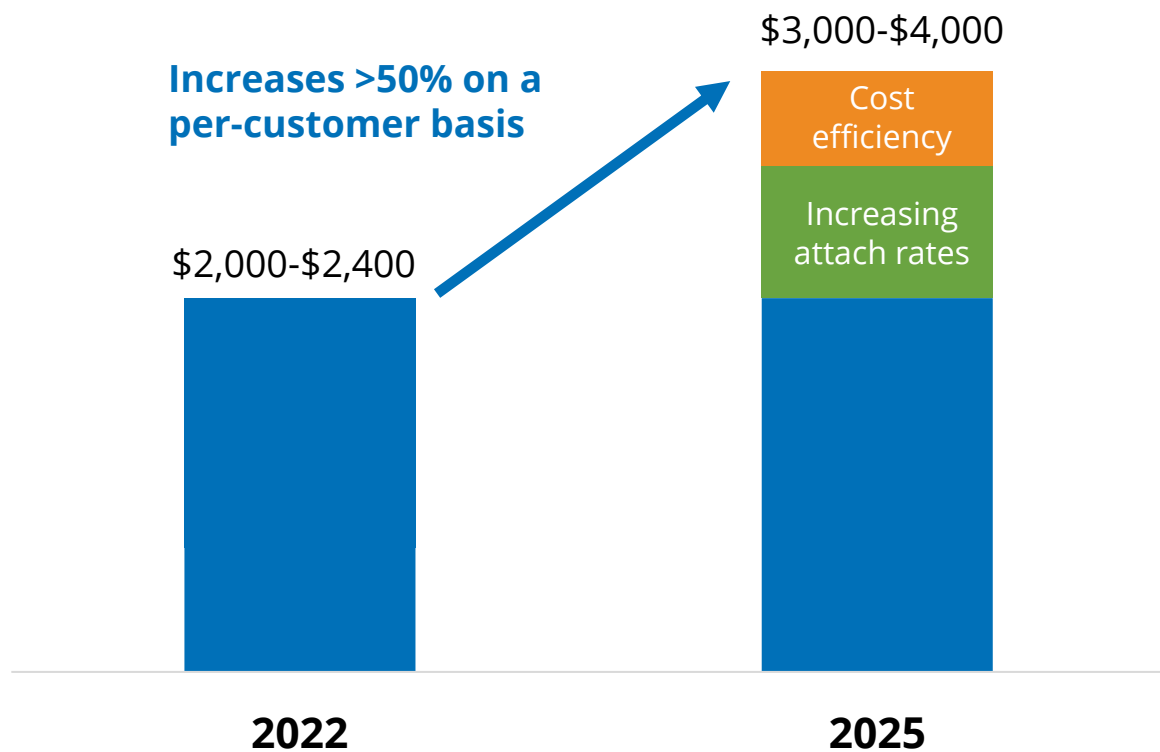 $3,000-$4,000
Increases >50% on a
per-customer basis
Cost
efficiency
Increasing
attach rates
$2,000-$2,400
2022
2025